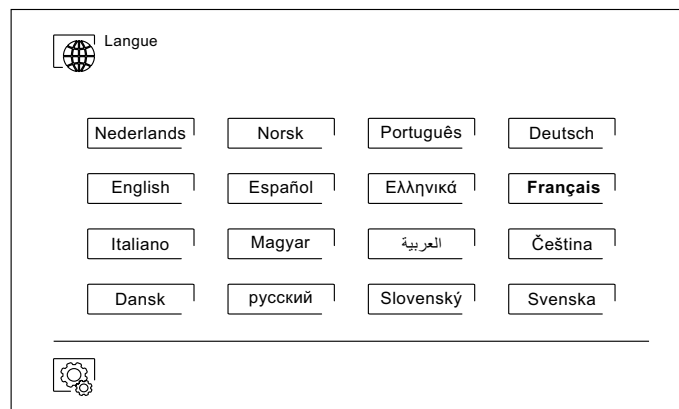 Langue
Nederlands Norsk Português Deutsch
English Español Ελληνικά Français
Italiano Magyar العربية Čeština
Dansk русский Slovenský Svenska